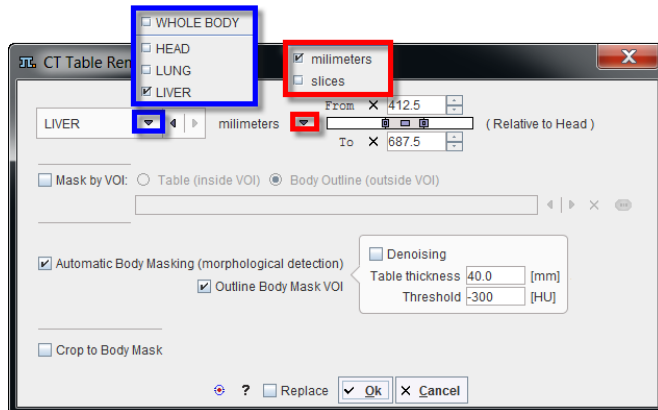 WHOLE BODY
HEAD
LUNG
LIVER
milimeters
slices
CT Table Rem
LIVER
milimeters
From 412.5
To 687.5
( Relative to Head )
Mask by VOI: Table (inside VOI) Body Outline (outside VOI)
Automatic Body Masking (morphological detection)
Outline Body Mask VOI
Denoising
Table thickness 40.0 [mm]
Threshold -300 [HU]
Crop to Body Mask
? Replace Ok Cancel